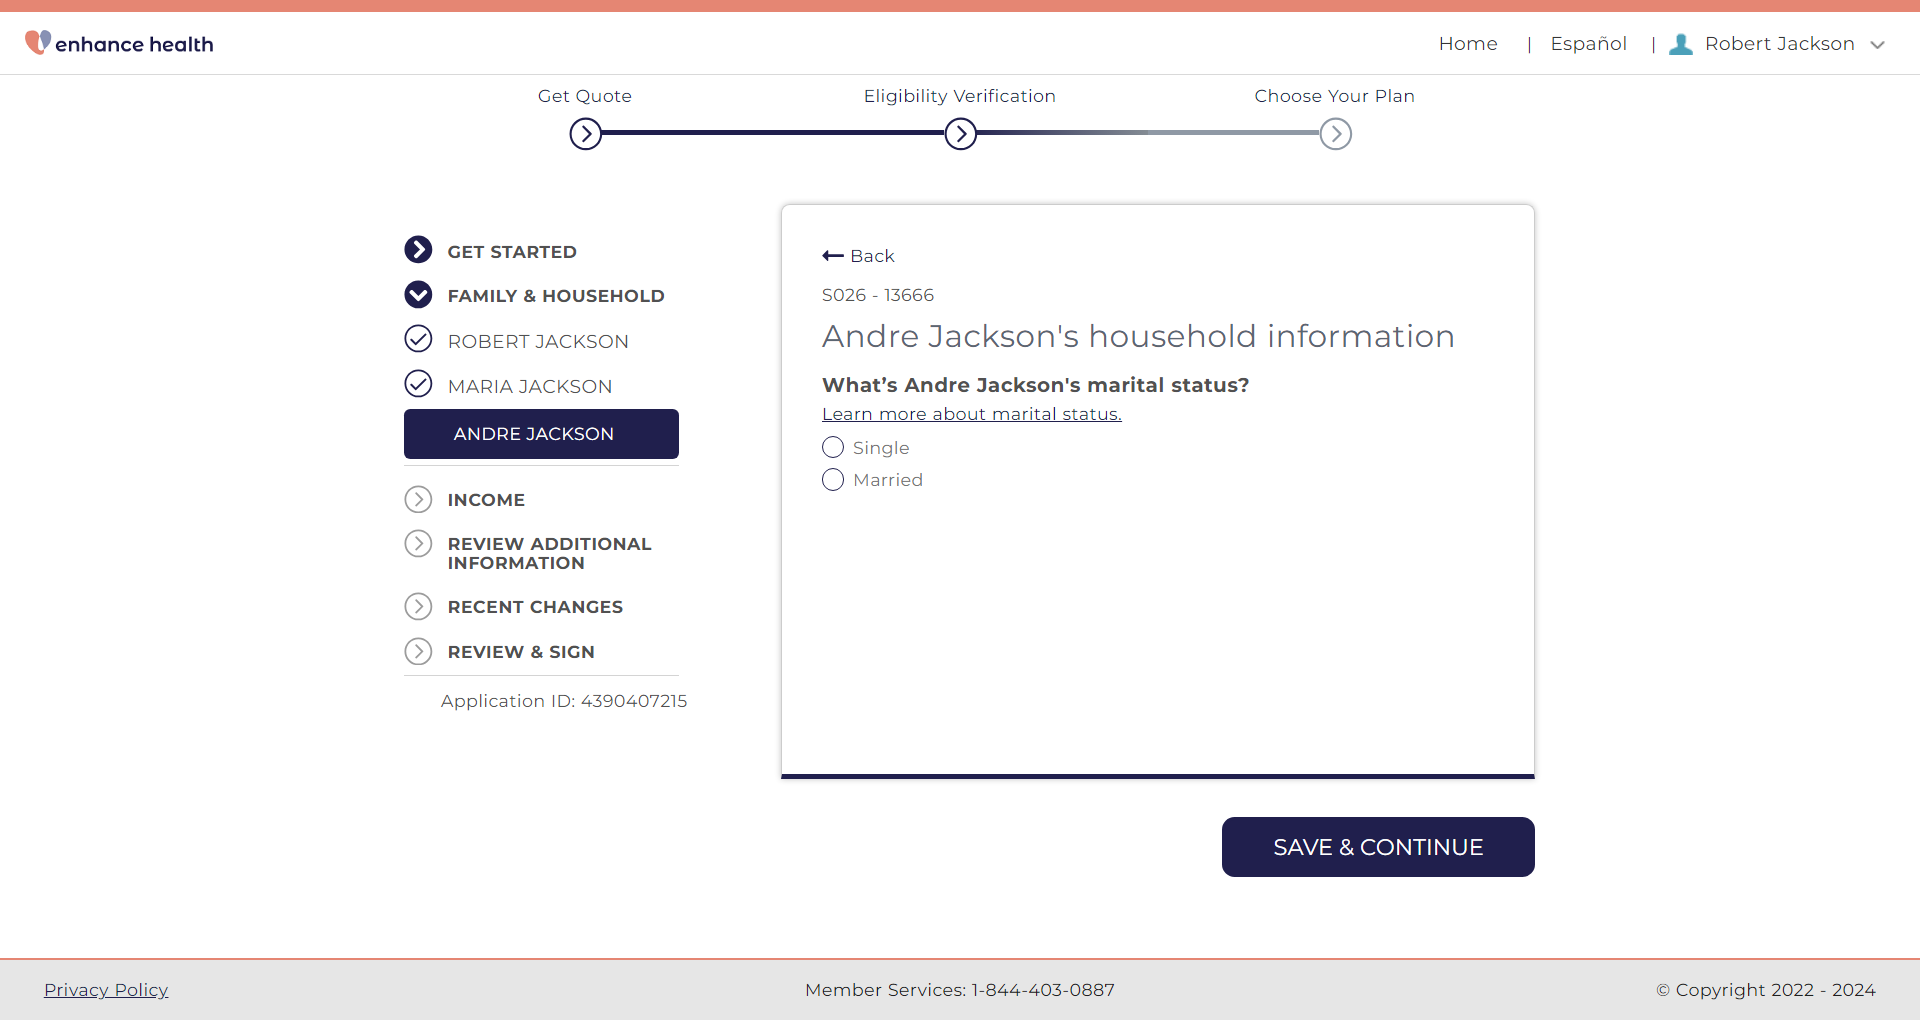 enhance health
Home | Español | Robert Jackson
Get Quote
Eligibility Verification
Choose Your Plan
GET STARTED
FAMILY & HOUSEHOLD
ROBERT JACKSON
MARIA JACKSON
ANDRE JACKSON
INCOME
REVIEW ADDITIONAL
INFORMATION
RECENT CHANGES
REVIEW & SIGN
Application ID: 4390407215
Back
S026 - 13666
Andre Jackson's household information
What’s Andre Jackson's marital status?
Learn more about marital status.
Single
Married
SAVE & CONTINUE
Privacy Policy
Member Services: 1-844-403-0887
© Copyright 2022 - 2024